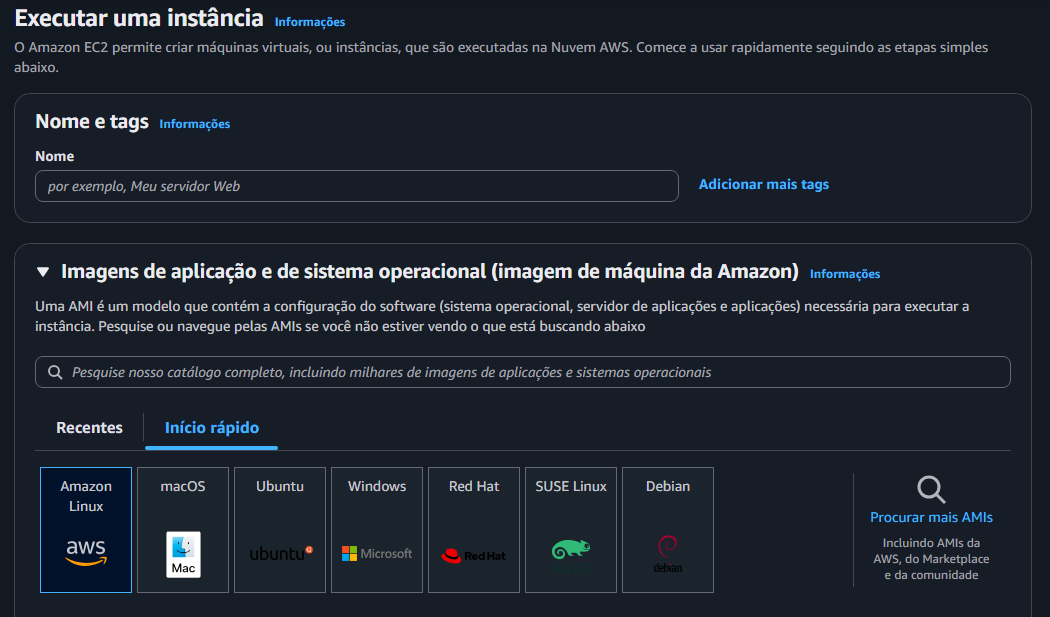 Executar uma instância Informações
O Amazon EC2 permite criar máquinas virtuais, ou instâncias, que são executadas na Nuvem AWS. Comece a usar rapidamente seguindo as etapas simples
abaixo.
Nome e tags Informações
Nome
por exemplo, Meu servidor Web
Adicionar mais tags
Imagens de aplicação e de sistema operacional (imagem de máquina da Amazon) Informações
Uma AMI é um modelo que contém a configuração do software (sistema operacional, servidor de aplicações e aplicações) necessária para executar a
instância. Pesquise ou navegue pelas AMIs se você não estiver vendo o que está buscando abaixo
Pesquise nosso catálogo completo, incluindo milhares de imagens de aplicações e sistemas operacionais
Recentes
Início rápido
Amazon
Linux
aws
macOS
Mac
Ubuntu
ubuntu
Windows
Microsoft
Red Hat
Red Hat
SUSE Linux
Debian
debian
Procurar mais AMIs
Incluindo AMIs da
AWS, do Marketplace
e da comunidade